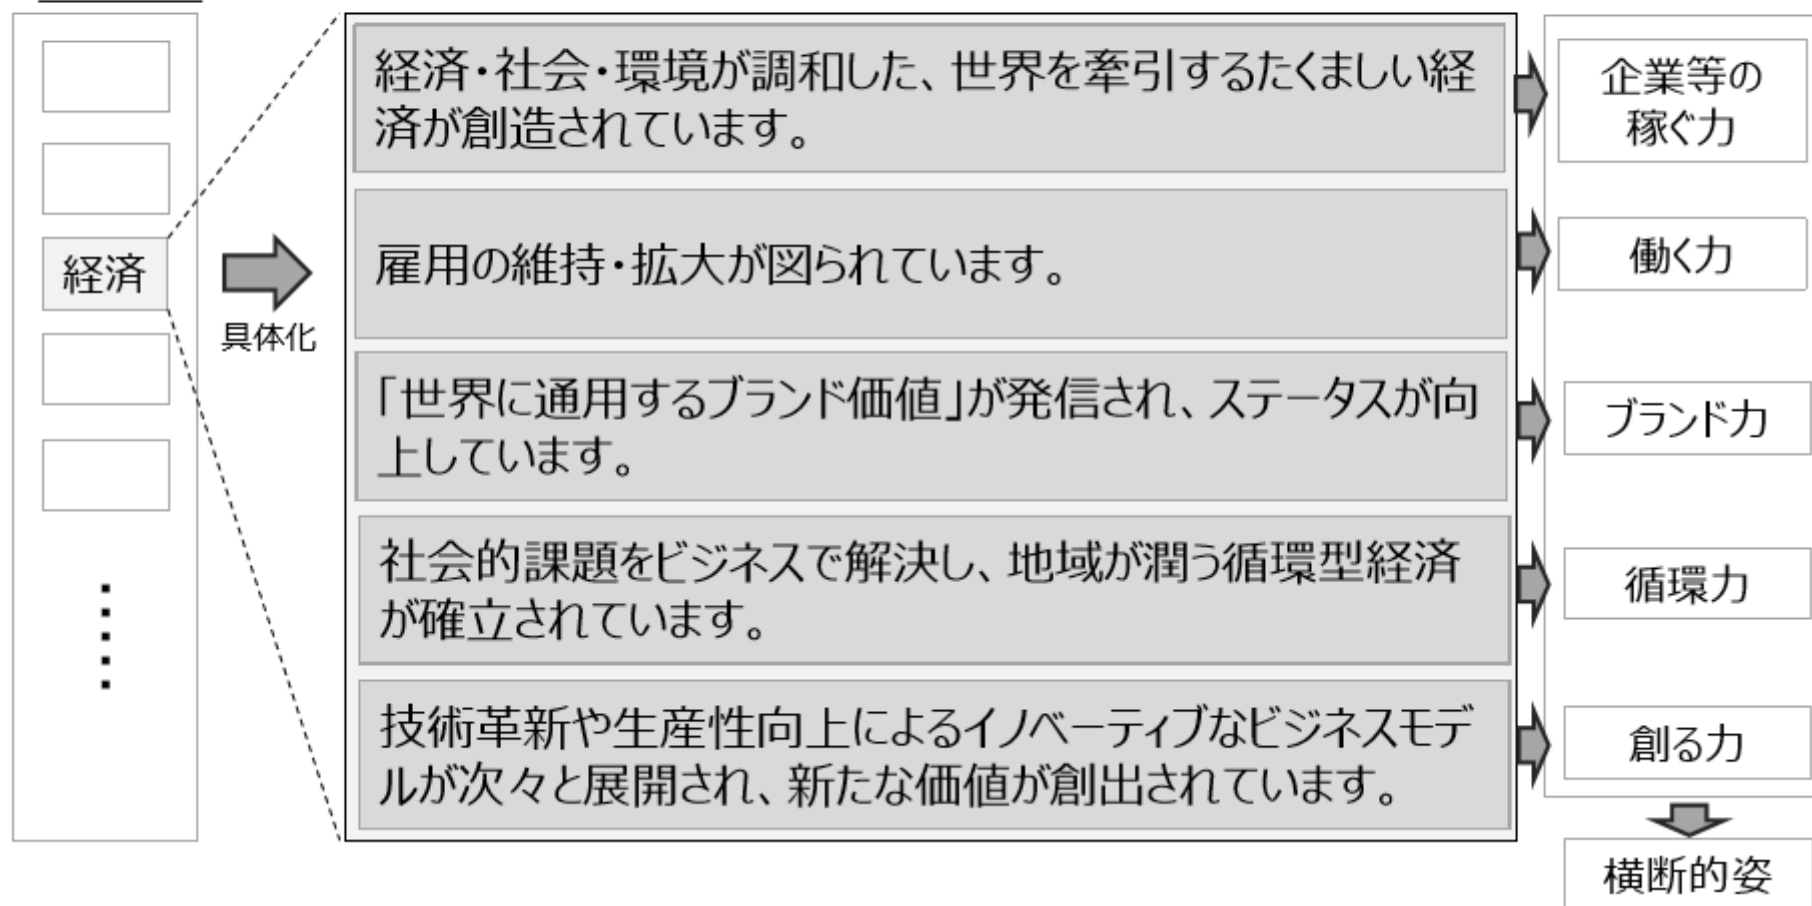 経済
具体化
経済・社会・環境が調和した、世界を牽引するたくましい経
済が創造されています。
企業等の
稼ぐ力
雇用の維持・拡大が図られています。
働く力
「世界に通用するブランド価値」が発信され、ステータスが向
上しています。
ブランド力
社会的課題をビジネスで解決し、地域が潤う循環型経済
が確立されています。
循環力
技術革新や生産性向上によるイノベーティブなビジネスモデ
ルが次々と展開され、新たな価値が創出されています。
創る力
横断的姿